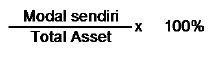 Modal sendiri
Total Asset
x 100%